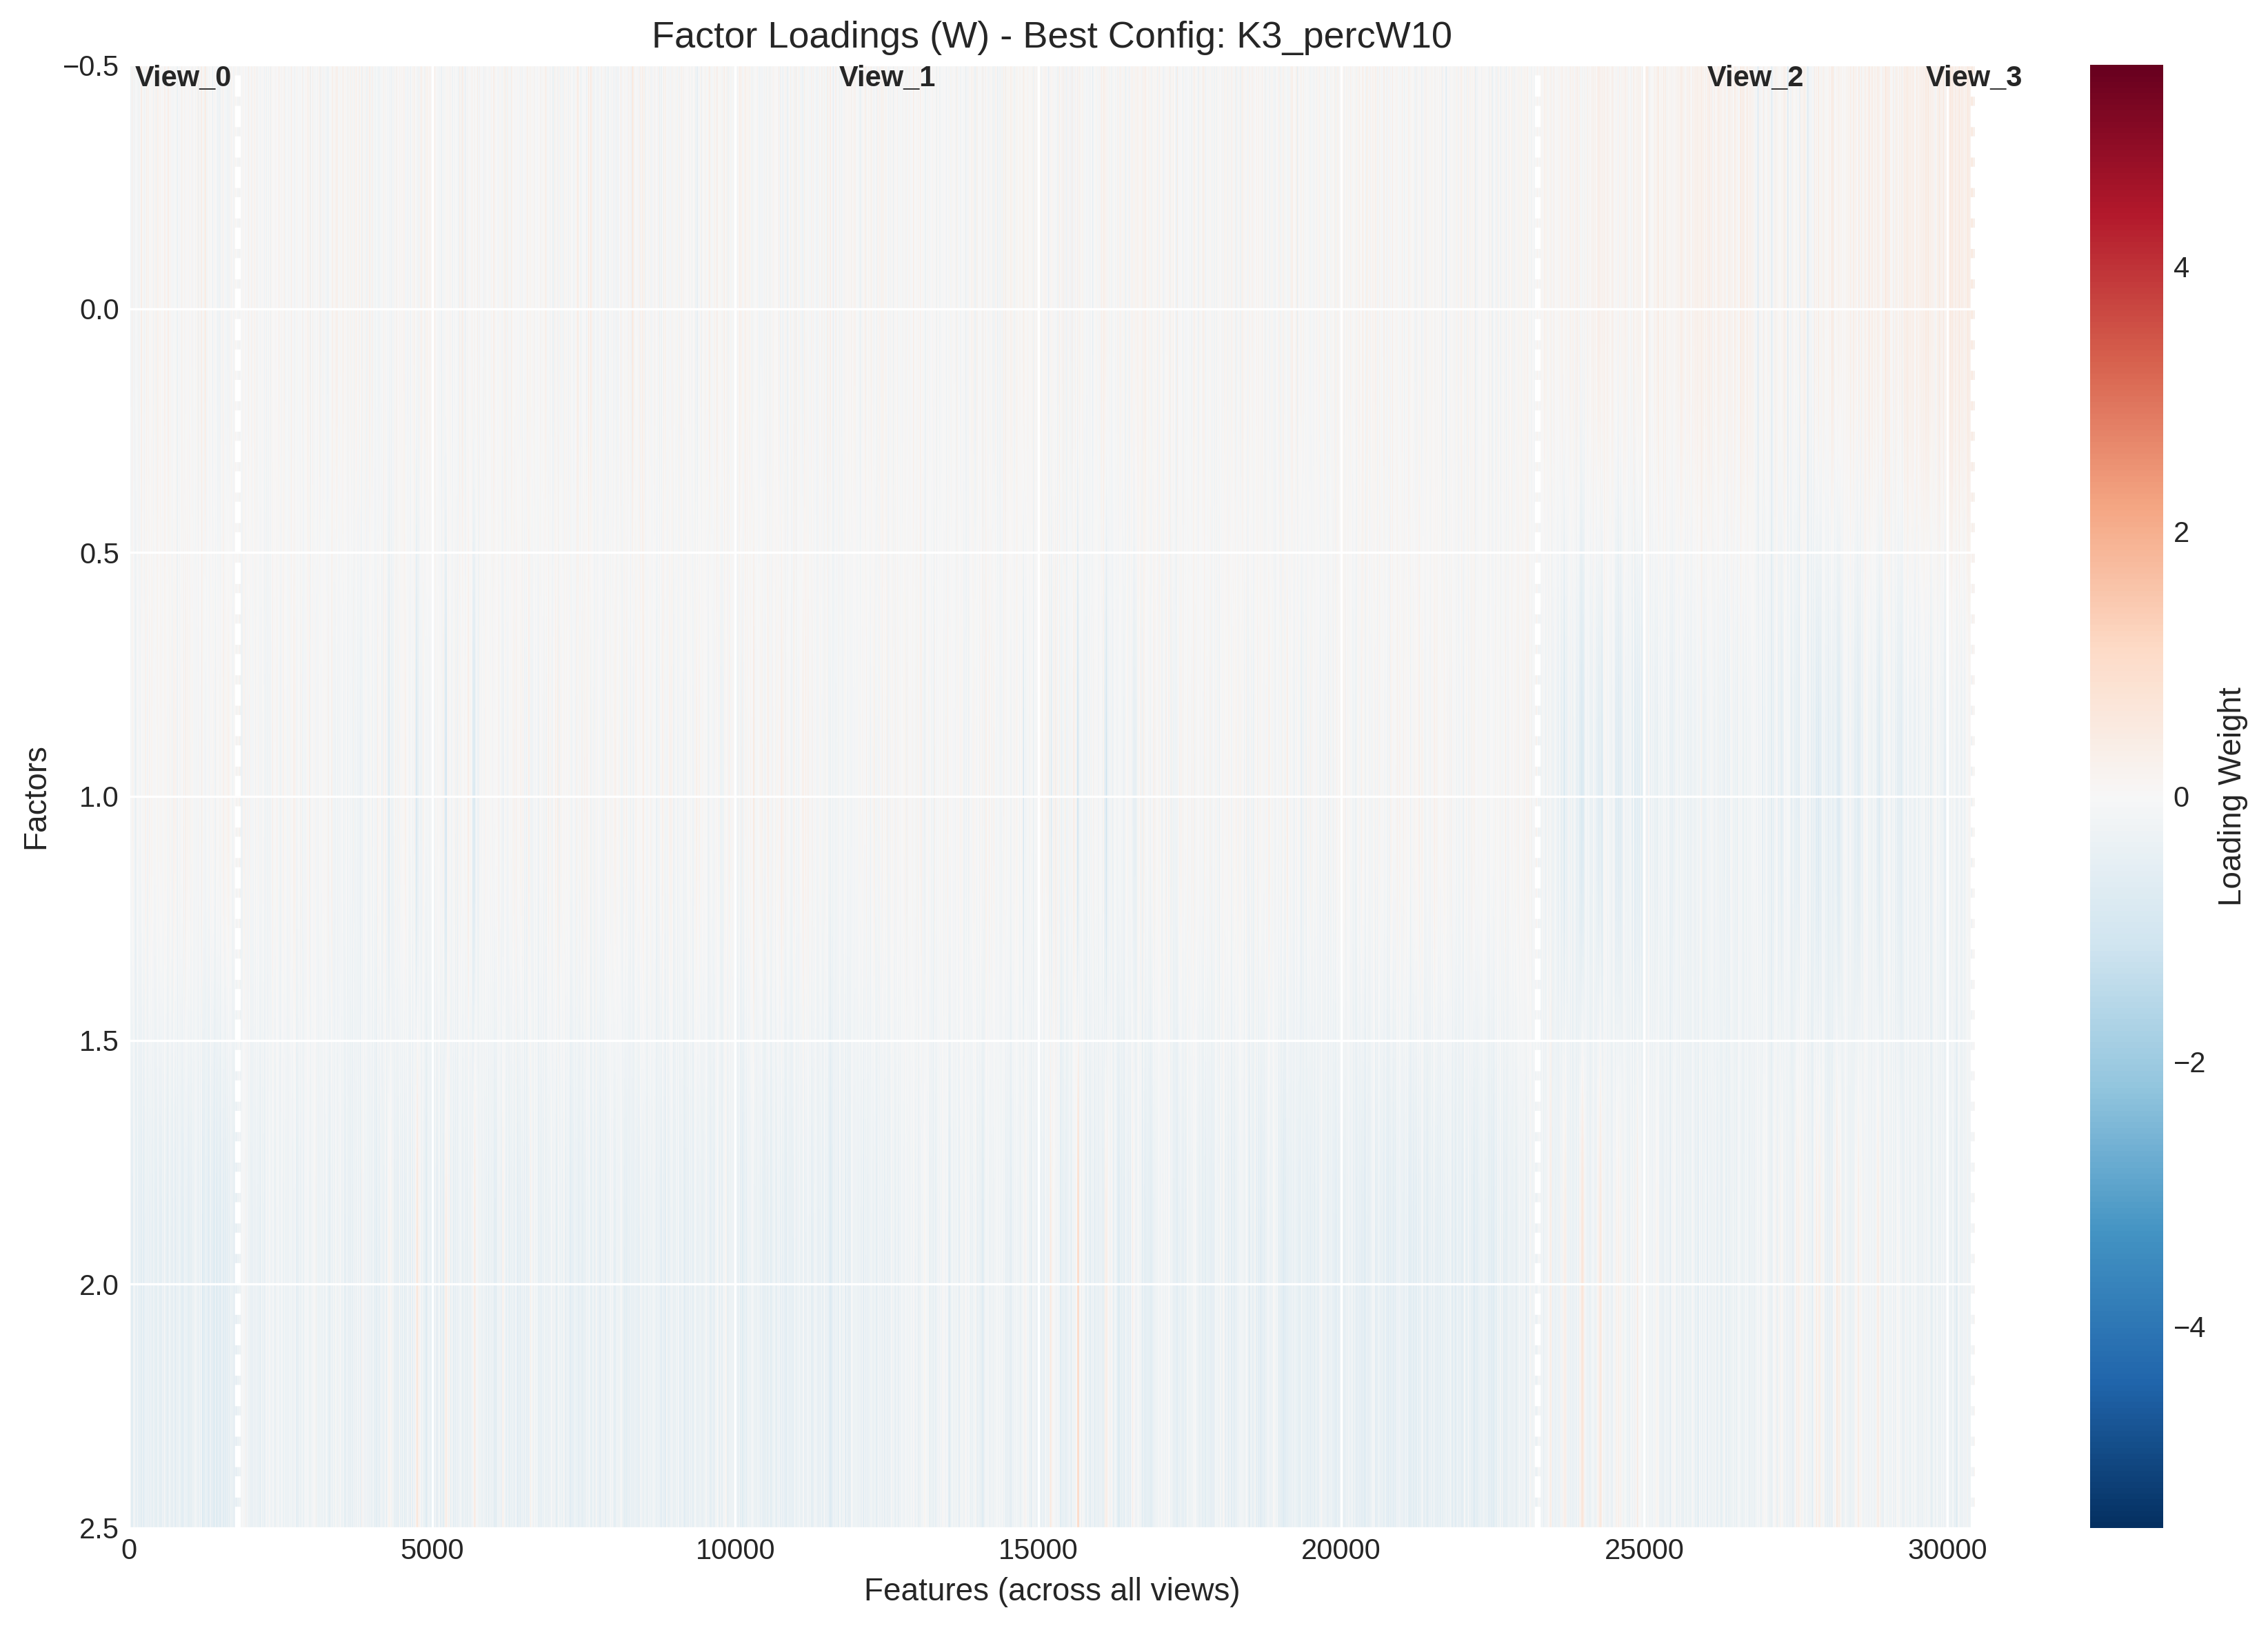 Factor Loadings (W) - Best Config: K3_percW10
View_0 View_1 View_2 View_3
−0.5
0.0
0.5
1.0
1.5
2.0
2.5
Factors
0 5000 10000 15000 20000 25000 30000
Features (across all views)
4
2
0
−2
−4
Loading Weight